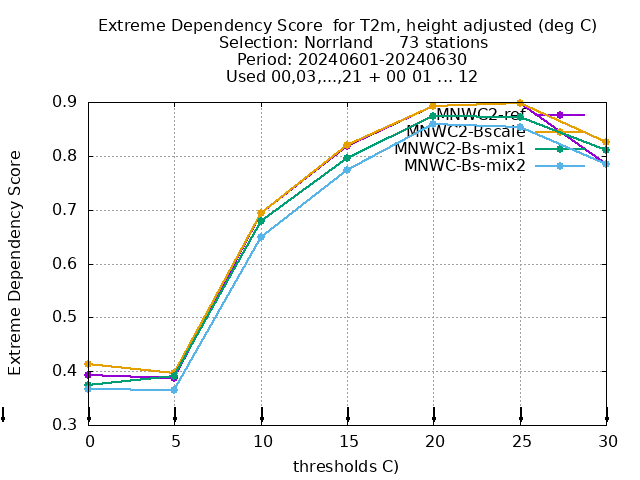 Extreme Dependency Score  for T2m, height adjusted (deg C)
Selection: Norrland     73 stations
Period: 20240601-20240630
Used 00,03,...,21 + 00 01 ... 12
Extreme Dependency Score
0.9
0.8
0.7
0.6
0.5
0.4
0.3
MNWC2-ref
MNWC2-Bscale
MNWC2-Bs-mix1
MNWC-Bs-mix2
0 5 10 15 20 25 30
thresholds C)